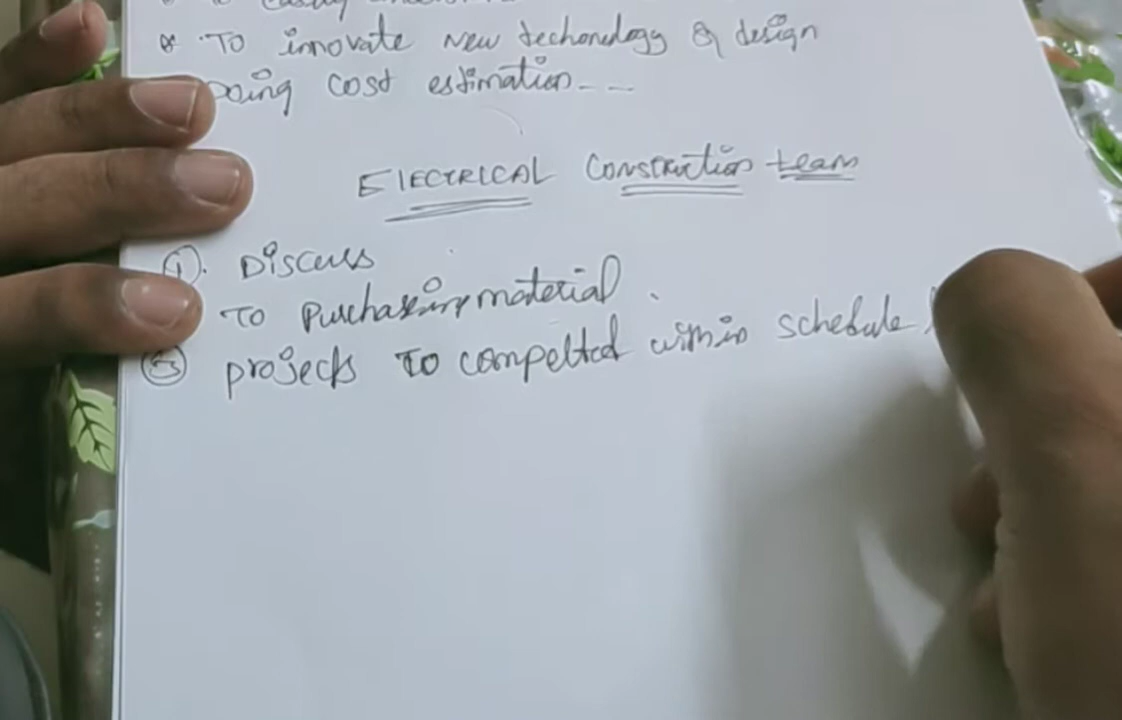 * To innovate New techonology & design
Doing cost estimation---
ELECTRICAL Construction team
①. Discuss
To Purchasing material.
③ projects To compelted within schedule